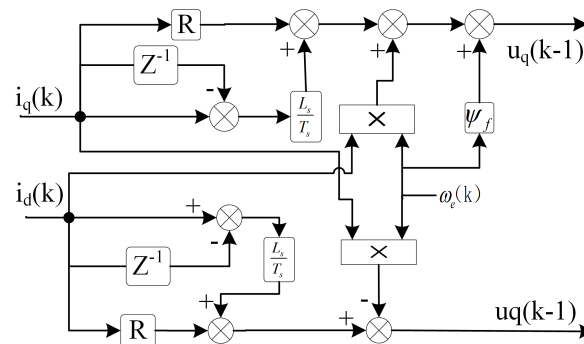 R
+
+
+
u_q(k-1)
Z⁻¹
-
i_q(k)
L_s
T_s
×
ψ_f
i_d(k)
+
-
ω_e(k)
L_s
T_s
Z⁻¹
×
+
-
R
+
+
uq(k-1)